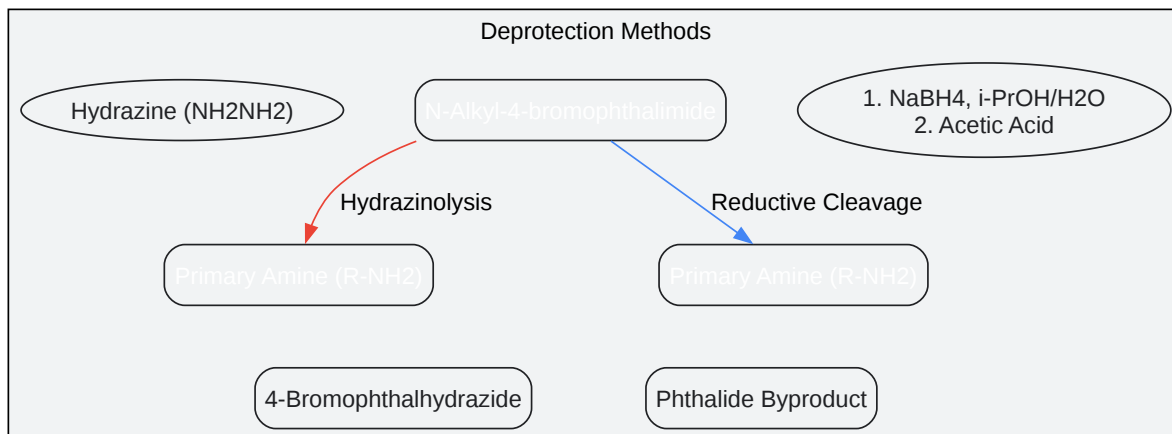 Deprotection Methods
Hydrazine (NH2NH2)
N-Alkyl-4-bromophthalimide
1. NaBH4, i-PrOH/H2O
2. Acetic Acid
Hydrazinolysis
Reductive Cleavage
Primary Amine (R-NH2)
Primary Amine (R-NH2)
4-Bromophthalhydrazide
Phthalide Byproduct